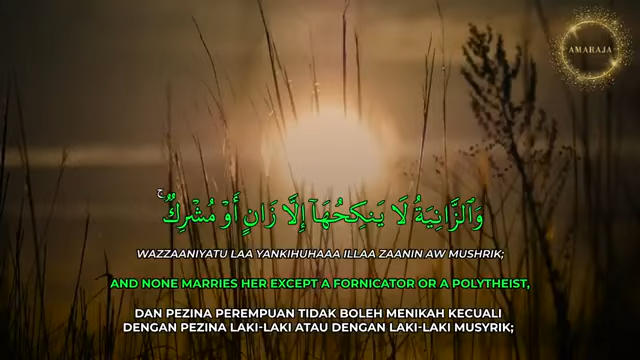 AMARAJA
وَٱلزَّانِيَةُ لَا يَنكِحُهَآ إِلَّا زَانٍ أَوْ مُشْرِكٌ ۚ
WAZZAANIYATU LAA YANKIHUHAAA ILLAA ZAANIN AW MUSHRIK;
AND NONE MARRIES HER EXCEPT A FORNICATOR OR A POLYTHEIST,
DAN PEZINA PEREMPUAN TIDAK BOLEH MENIKAH KECUALI
DENGAN PEZINA LAKI-LAKI ATAU DENGAN LAKI-LAKI MUSYRIK;